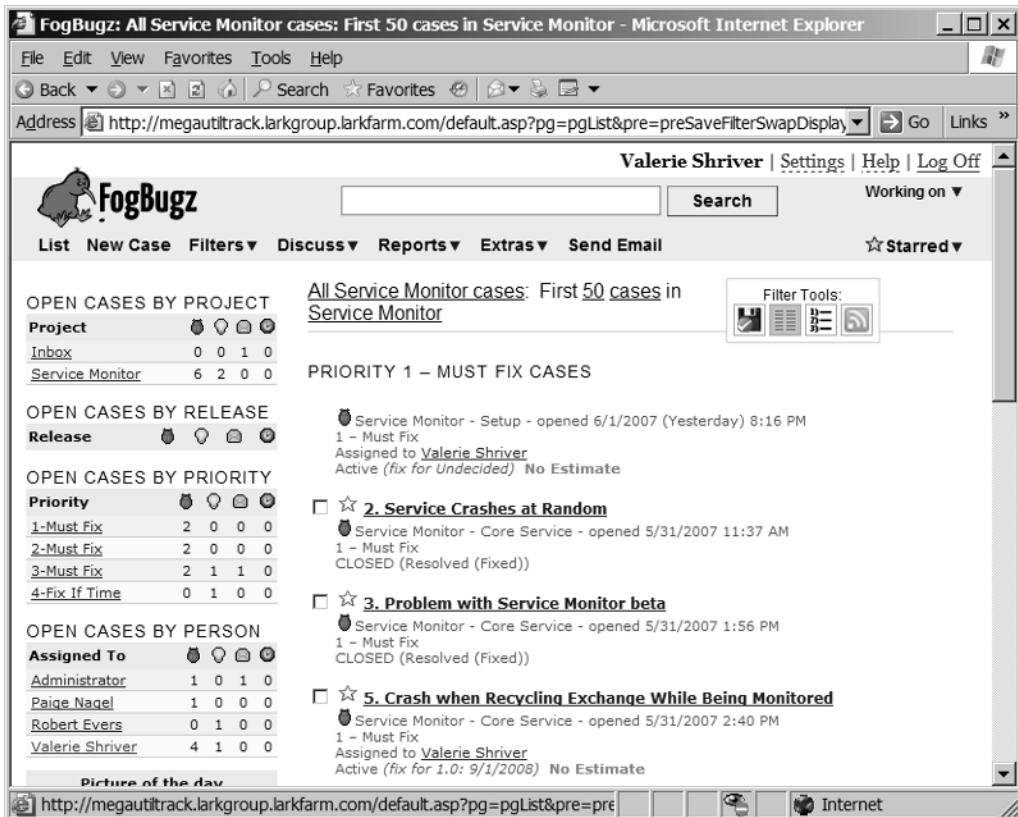 FogBugz: All Service Monitor cases: First 50 cases in Service Monitor - Microsoft Internet Explorer
File Edit View Favorites Tools Help
Back Search Favorites
Address http://megautiltrack.larkgroup.larkfarm.com/default.asp?pg=pgList&pre=preSaveFilterSwapDisplay Go Links »
Valerie Shriver | Settings | Help | Log Off
FogBugz Search Working on ▼
List New Case Filters▼ Discuss▼ Reports▼ Extras▼ Send Email ☆Starred▼
OPEN CASES BY PROJECT
Project
Inbox 0 0 1 0
Service Monitor 6 2 0 0
OPEN CASES BY RELEASE
Release
OPEN CASES BY PRIORITY
Priority
1-Must Fix 2 0 0 0
2-Must Fix 2 0 0 0
3-Must Fix 2 1 1 0
4-Fix If Time 0 1 0 0
OPEN CASES BY PERSON
Assigned To
Administrator 1 0 1 0
Paige Nagel 1 0 0 0
Robert Evers 0 1 0 0
Valerie Shriver 4 1 0 0
Picture of the day
All Service Monitor cases: First 50 cases in
Service Monitor
Filter Tools:
PRIORITY 1 – MUST FIX CASES
Service Monitor - Setup - opened 6/1/2007 (Yesterday) 8:16 PM
1 – Must Fix
Assigned to Valerie Shriver
Active (fix for Undecided) No Estimate
2. Service Crashes at Random
Service Monitor - Core Service - opened 5/31/2007 11:37 AM
1 – Must Fix
CLOSED (Resolved (Fixed))
3. Problem with Service Monitor beta
Service Monitor - Core Service - opened 5/31/2007 1:56 PM
1 – Must Fix
CLOSED (Resolved (Fixed))
5. Crash when Recycling Exchange While Being Monitored
Service Monitor - Core Service - opened 5/31/2007 2:40 PM
1 – Must Fix
Assigned to Valerie Shriver
Active (fix for 1.0: 9/1/2008) No Estimate
http://megautiltrack.larkgroup.larkfarm.com/default.asp?pg=pgList&pre=pre Internet